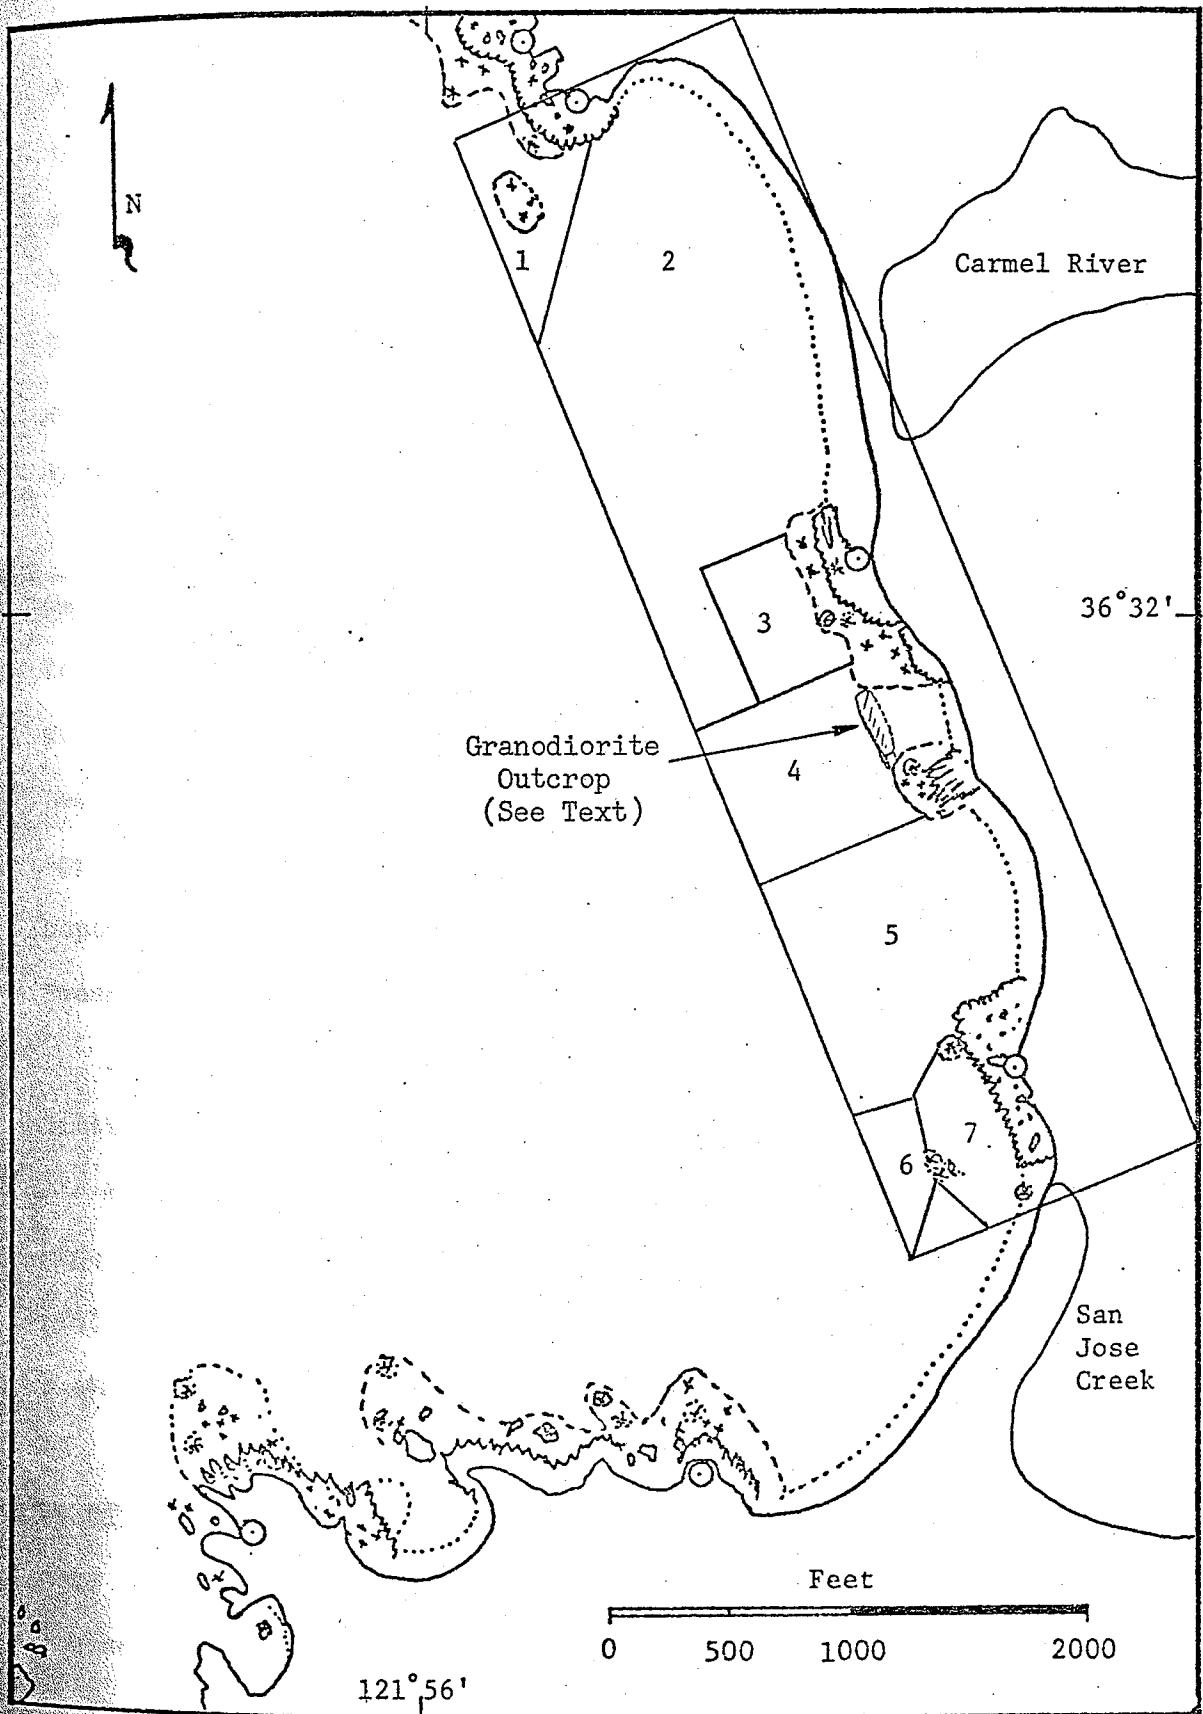 N
1
2
Carmel River
3
36°32'
Granodiorite
Outcrop
(See Text)
4
5
6
7
San
Jose
Creek
Feet
0 500 1000 2000
121°56'